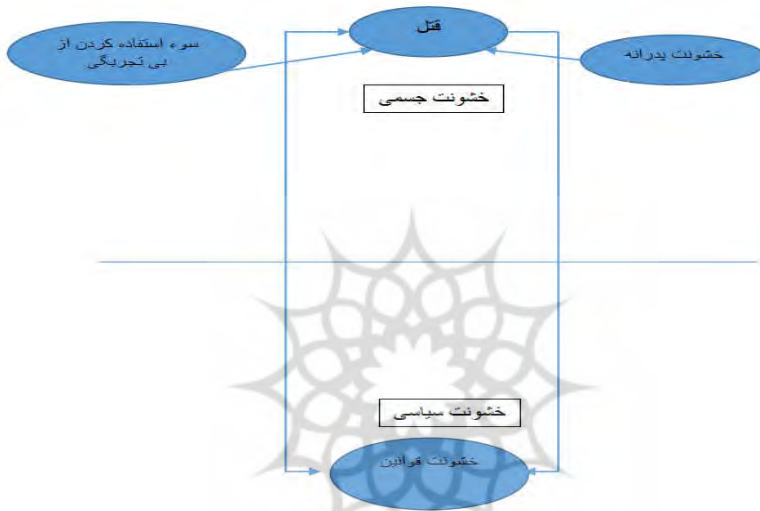 قتل
خشونت پدرانه
سوء استفاده کردن از
بی تجربگی
خشونت جسمی
خشونت سیاسی
خشونت قوانین